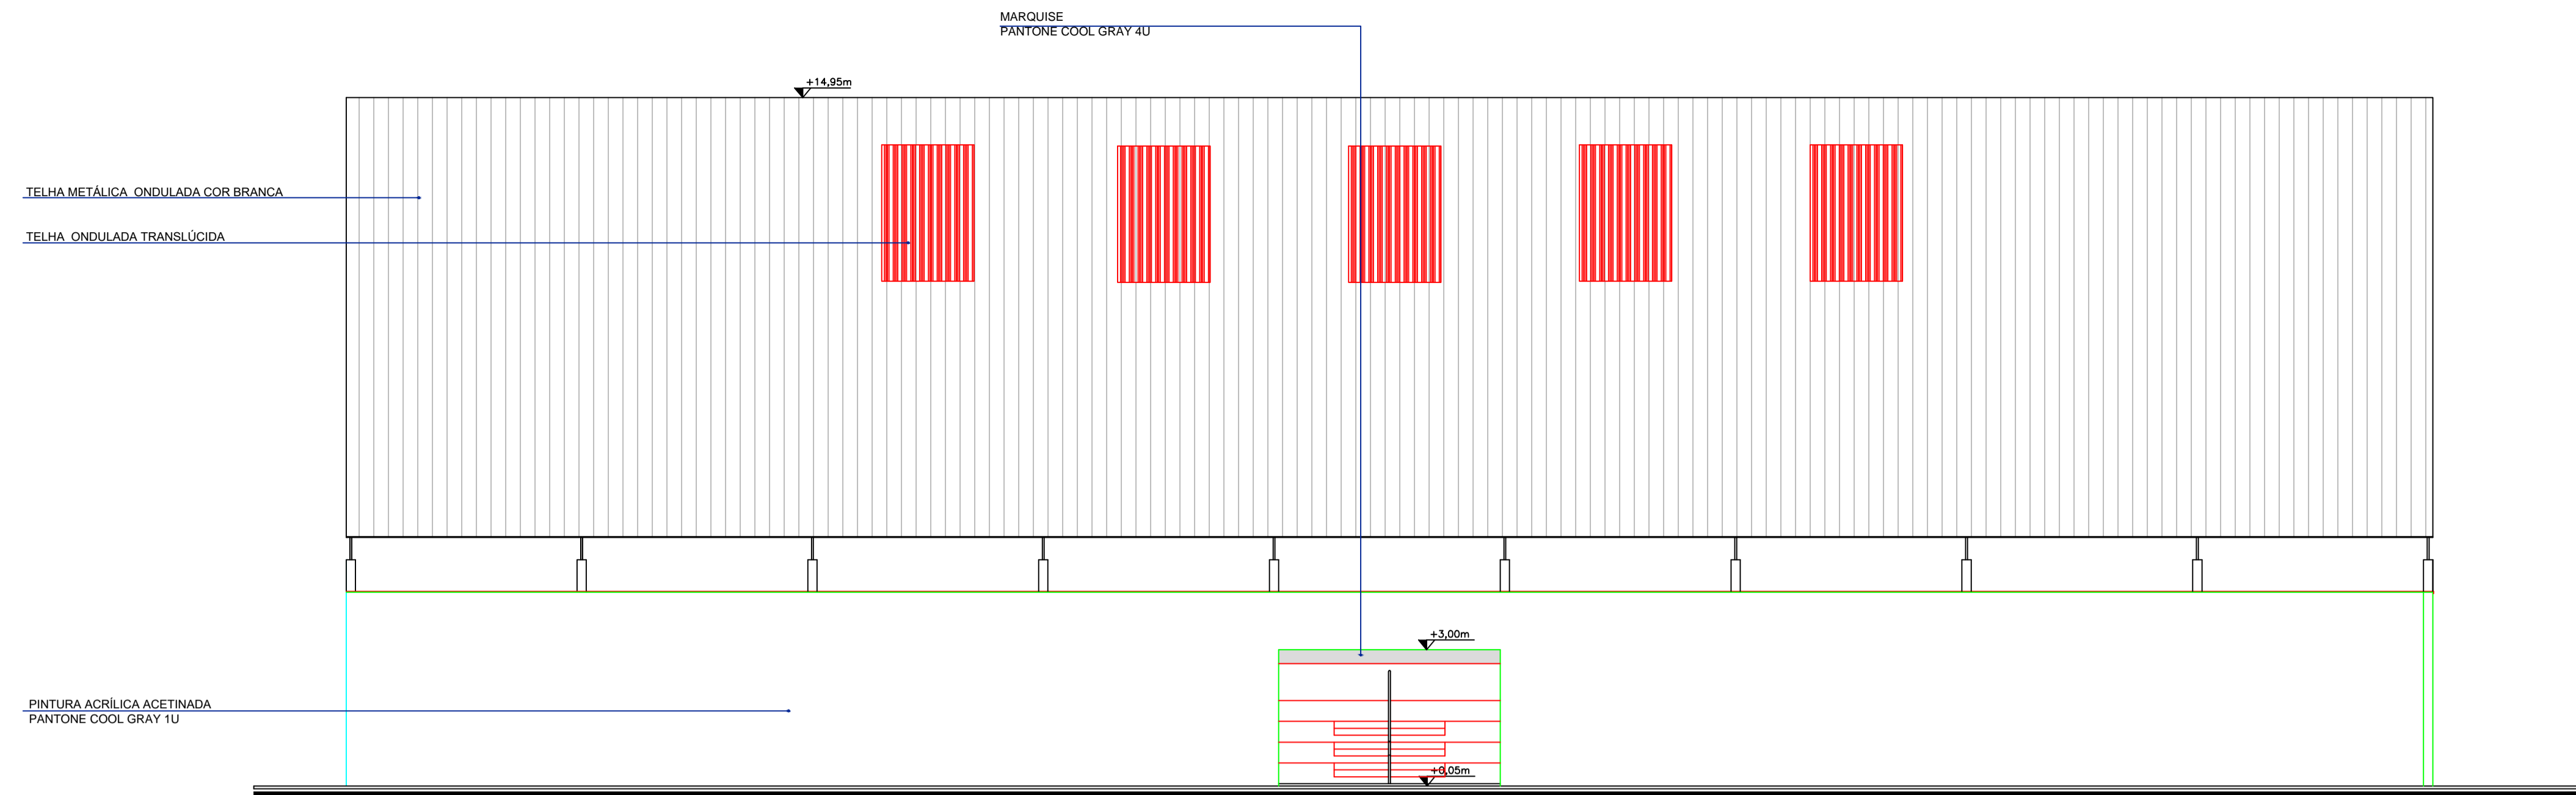 MARQUISE
PANTONE COOL GRAY 4U
+14,95m
TELHA METÁLICA ONDULADA COR BRANCA
TELHA ONDULADA TRANSLÚCIDA
+3,00m
PINTURA ACRÍLICA ACETINADA
PANTONE COOL GRAY 1U
+0,05m